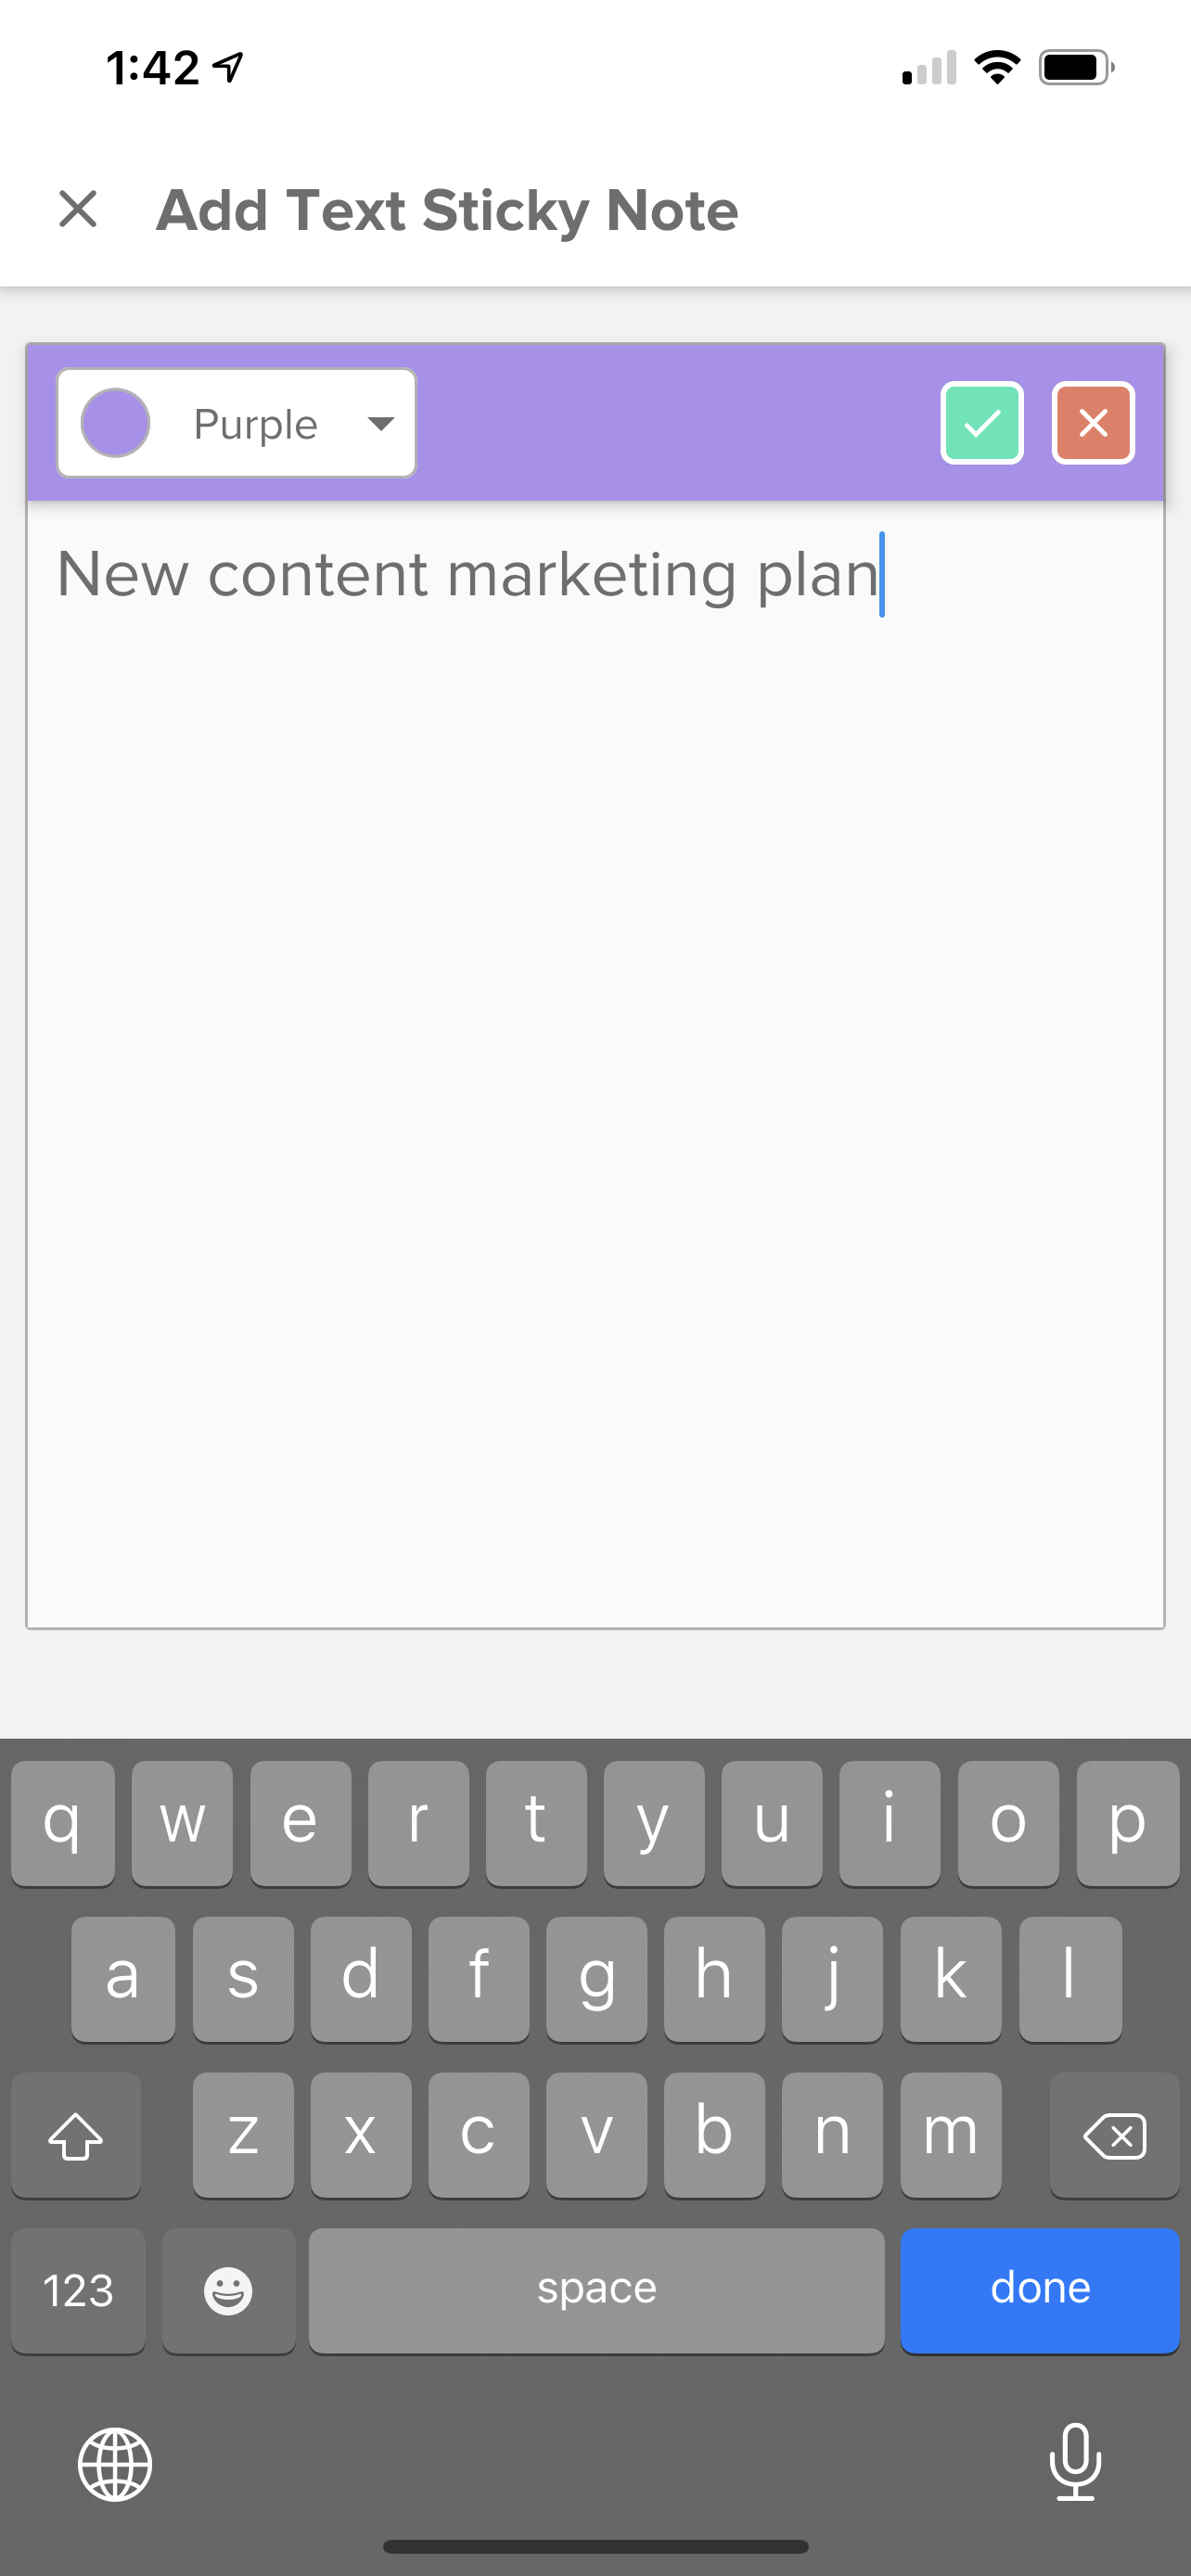 1:42
Add Text Sticky Note
Purple
New content marketing plan
q w e r t y u i o p
a s d f g h j k l
z x c v b n m
123 space done